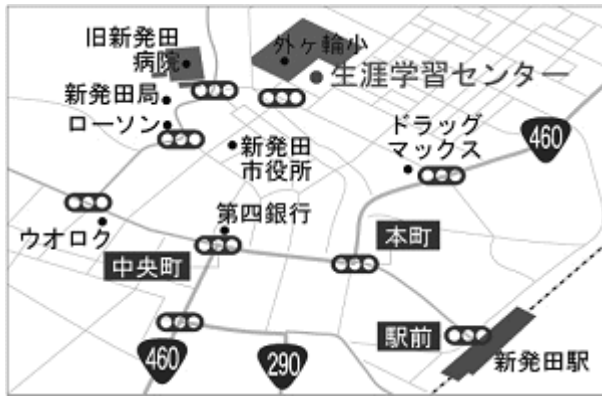 旧新発田
病院
外ヶ輪小
生涯学習センター
新発田局
ローソン
新発田
市役所
ドラッグ
マックス
460
ウオロク
第四銀行
中央町
本町
駅前
460
290
新発田駅